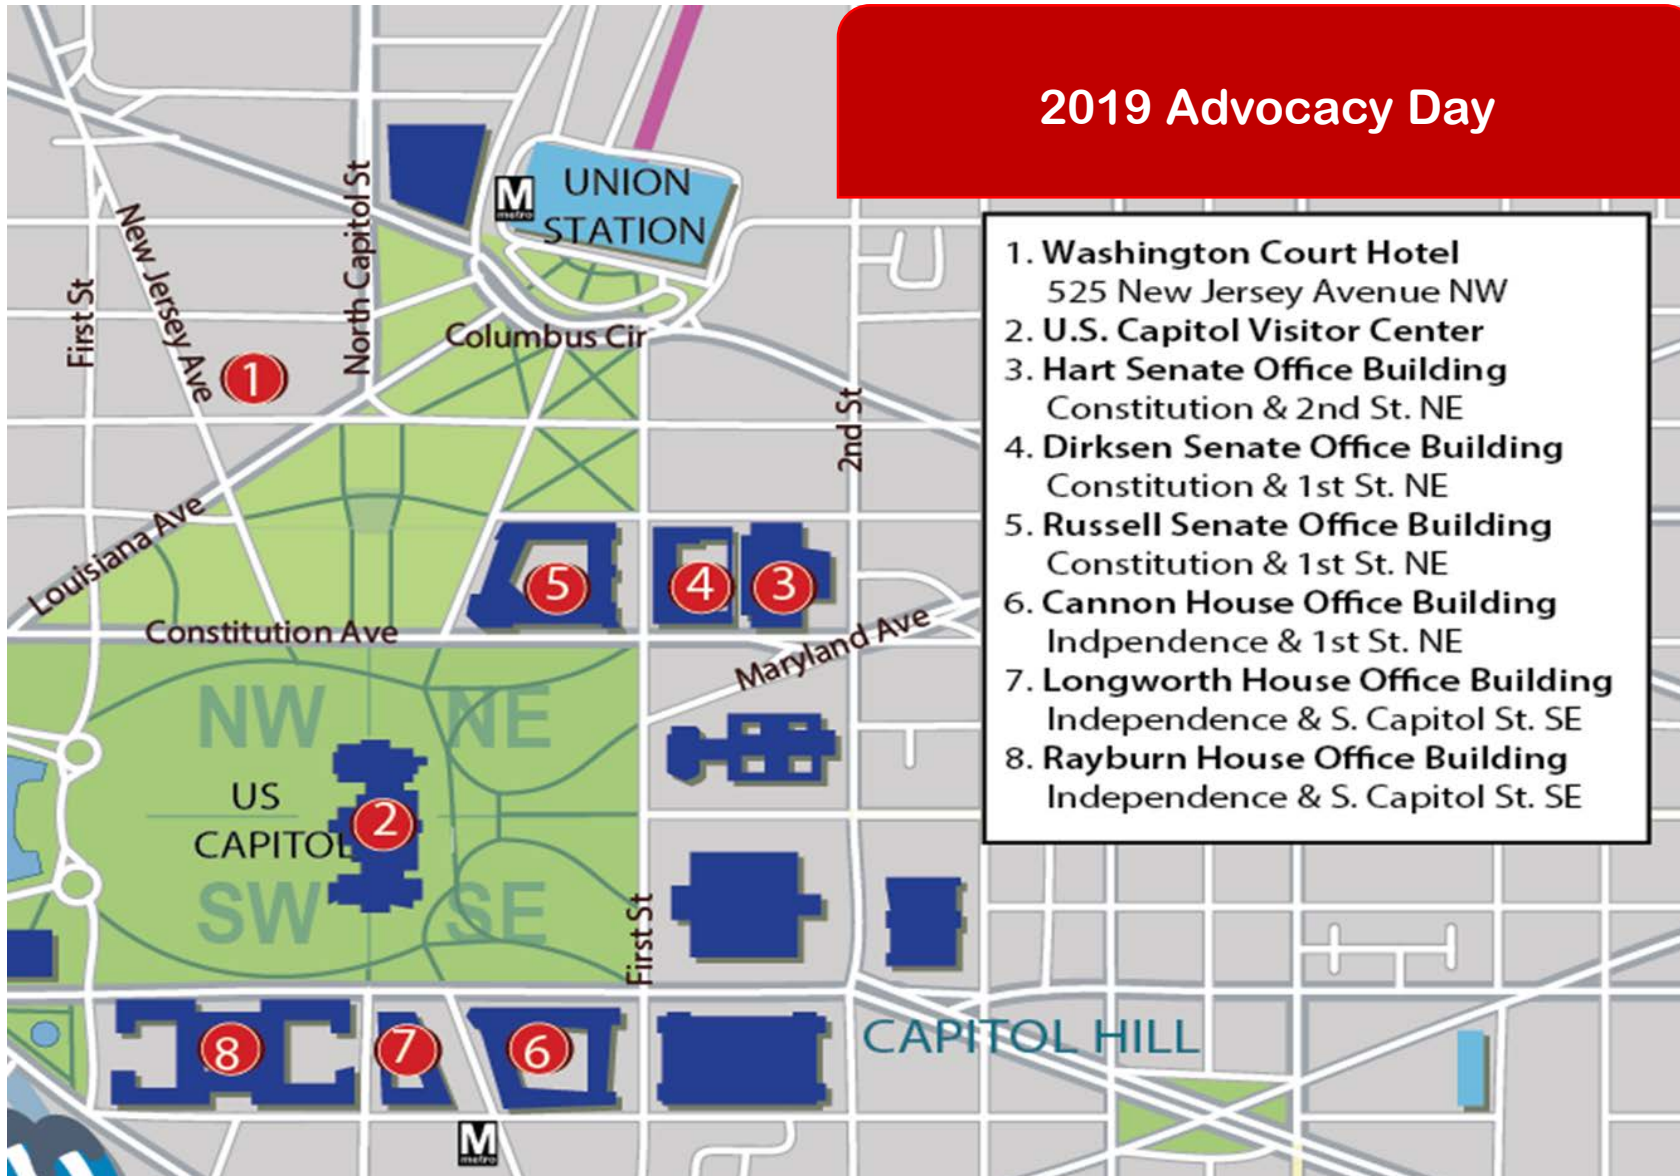 2019 Advocacy Day
1. Washington Court Hotel
525 New Jersey Avenue NW
2. U.S. Capitol Visitor Center
3. Hart Senate Office Building
Constitution & 2nd St. NE
4. Dirksen Senate Office Building
Constitution & 1st St. NE
5. Russell Senate Office Building
Constitution & 1st St. NE
6. Cannon House Office Building
Indpendence & 1st St. NE
7. Longworth House Office Building
Independence & S. Capitol St. SE
8. Rayburn House Office Building
Independence & S. Capitol St. SE
M
metro
UNION
STATION
North Capitol St
New Jersey Ave
First St
Columbus Cir
1
2nd St
Louisiana Ave
5
4
3
Constitution Ave
Maryland Ave
NW
NE
US
CAPITOL
2
SW
SE
First St
8
7
6
CAPITOL HILL
M
metro